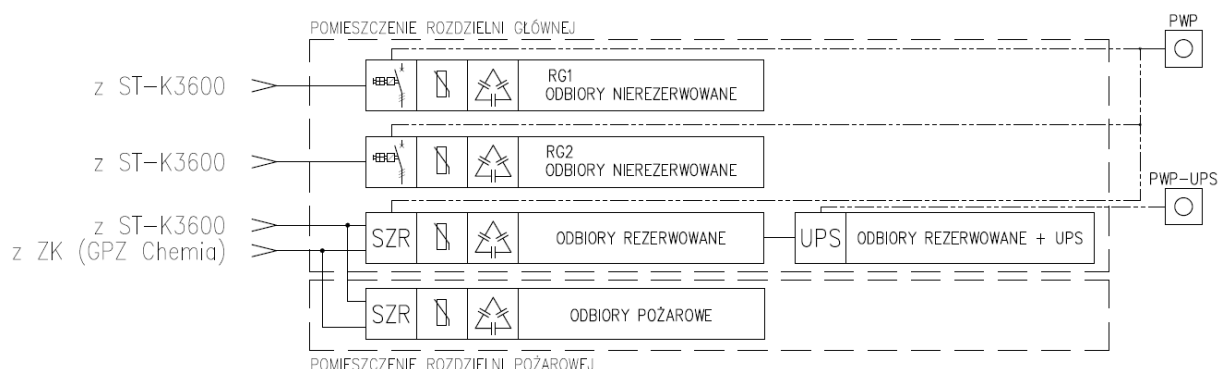 POMIESZCZENIE ROZDZIELNI GŁÓWNEJ
PWP
z ST-K3600
RG1
ODBIORY NIEREZERWOWANE
z ST-K3600
RG2
ODBIORY NIEREZERWOWANE
PWP-UPS
z ST-K3600
z ZK (GPZ Chemia)
SZR
ODBIORY REZERWOWANE
UPS
ODBIORY REZERWOWANE + UPS
SZR
ODBIORY POŻAROWE
POMIESZCZENIE ROZDZIELNI POŻAROWEJ